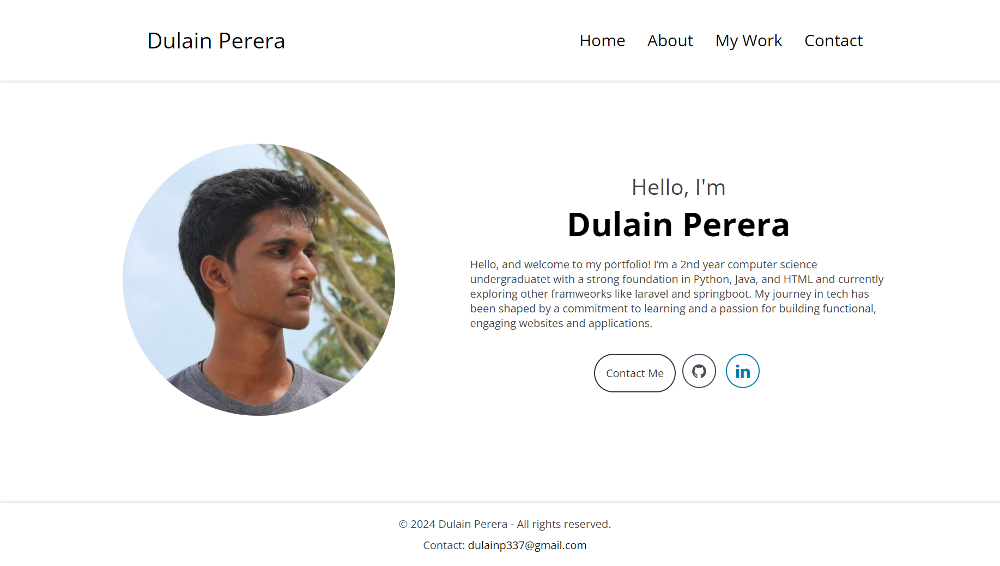 Dulain Perera
Home About My Work Contact
Hello, I'm
Dulain Perera
Hello, and welcome to my portfolio! I’m a 2nd year computer science
undergraduatet with a strong foundation in Python, Java, and HTML and currently
exploring other framweorks like laravel and springboot. My journey in tech has
been shaped by a commitment to learning and a passion for building functional,
engaging websites and applications.
Contact Me
in
© 2024 Dulain Perera - All rights reserved.
Contact: dulainp337@gmail.com